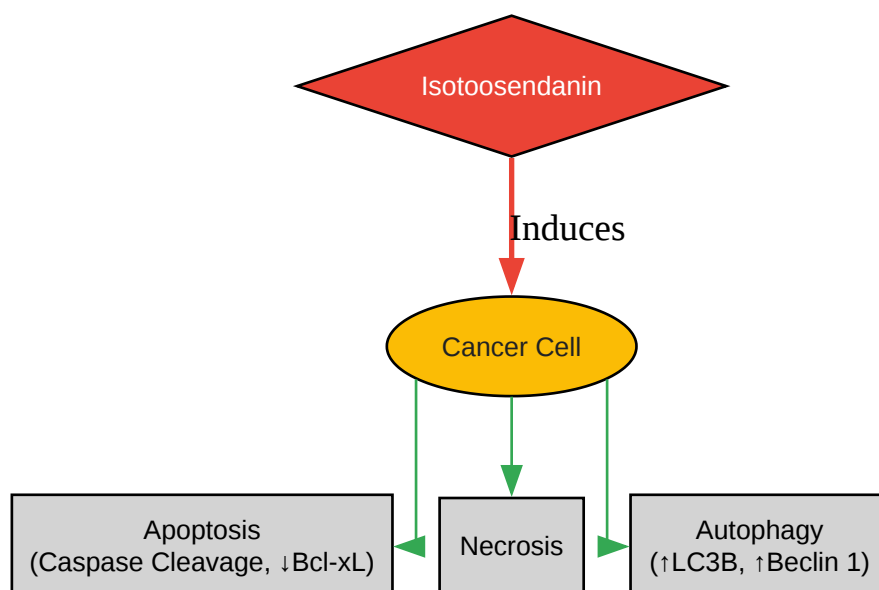 Isotoosendanin
Induces
Cancer Cell
Apoptosis
(Caspase Cleavage, ↓Bcl-xL)
Necrosis
Autophagy
(↑LC3B, ↑Beclin 1)